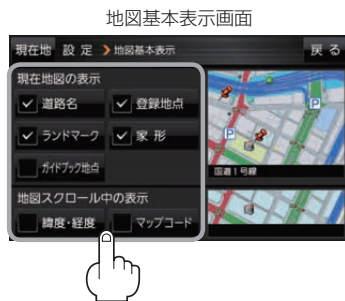 地図基本表示画面
現在地 設定 地図基本表示 戻る
現在地図の表示
道路名 登録地点
ランドマーク 家形
ガイドブック地点
国道1号線
地図スクロール中の表示
緯度・経度 マップコード